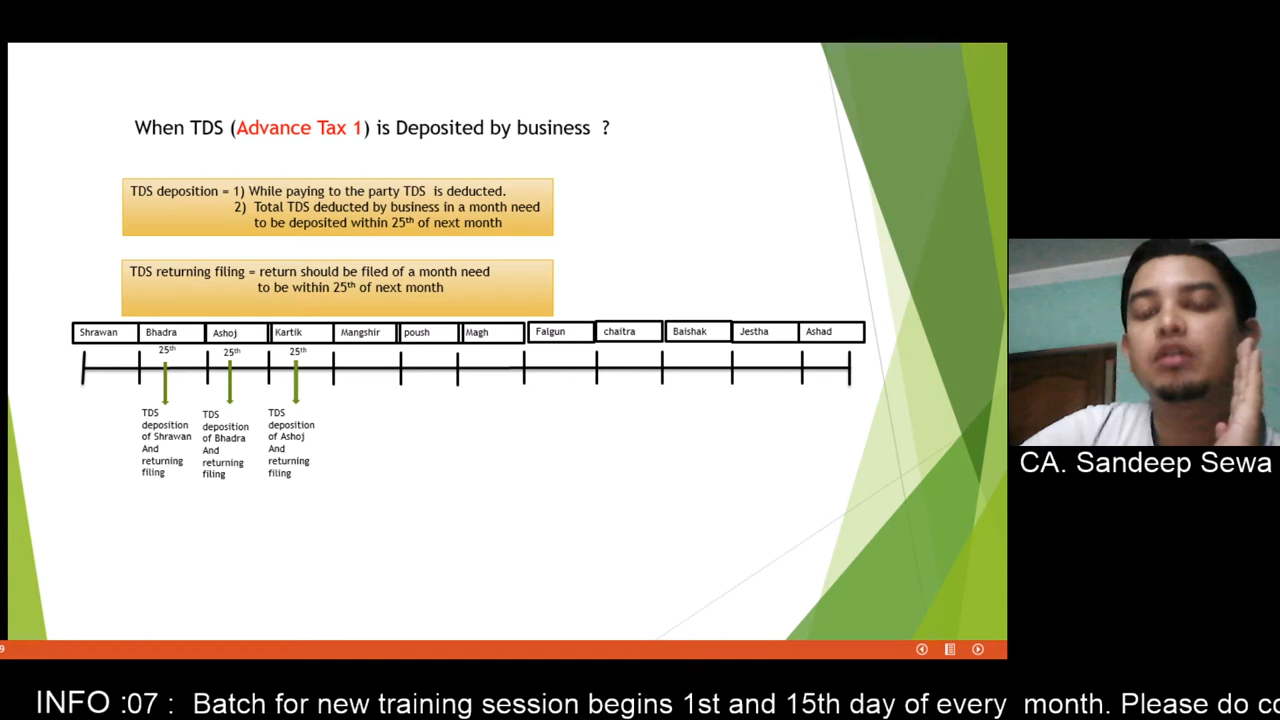 When TDS (Advance Tax 1) is Deposited by business ?
TDS deposition = 1) While paying to the party TDS is deducted.
2) Total TDS deducted by business in a month need
to be deposited within 25th of next month
TDS returning filing = return should be filed of a month need
to be within 25th of next month
Shrawan Bhadra Ashoj Kartik Mangshir poush Magh Falgun chaitra Baishak Jestha Ashad
25th 25th 25th
TDS
deposition
of Shrawan
And
returning
filing
TDS
deposition
of Bhadra
And
returning
filing
TDS
deposition
of Ashoj
And
returning
filing
CA. Sandeep Sewa
9
INFO :07 : Batch for new training session begins 1st and 15th day of every month. Please do